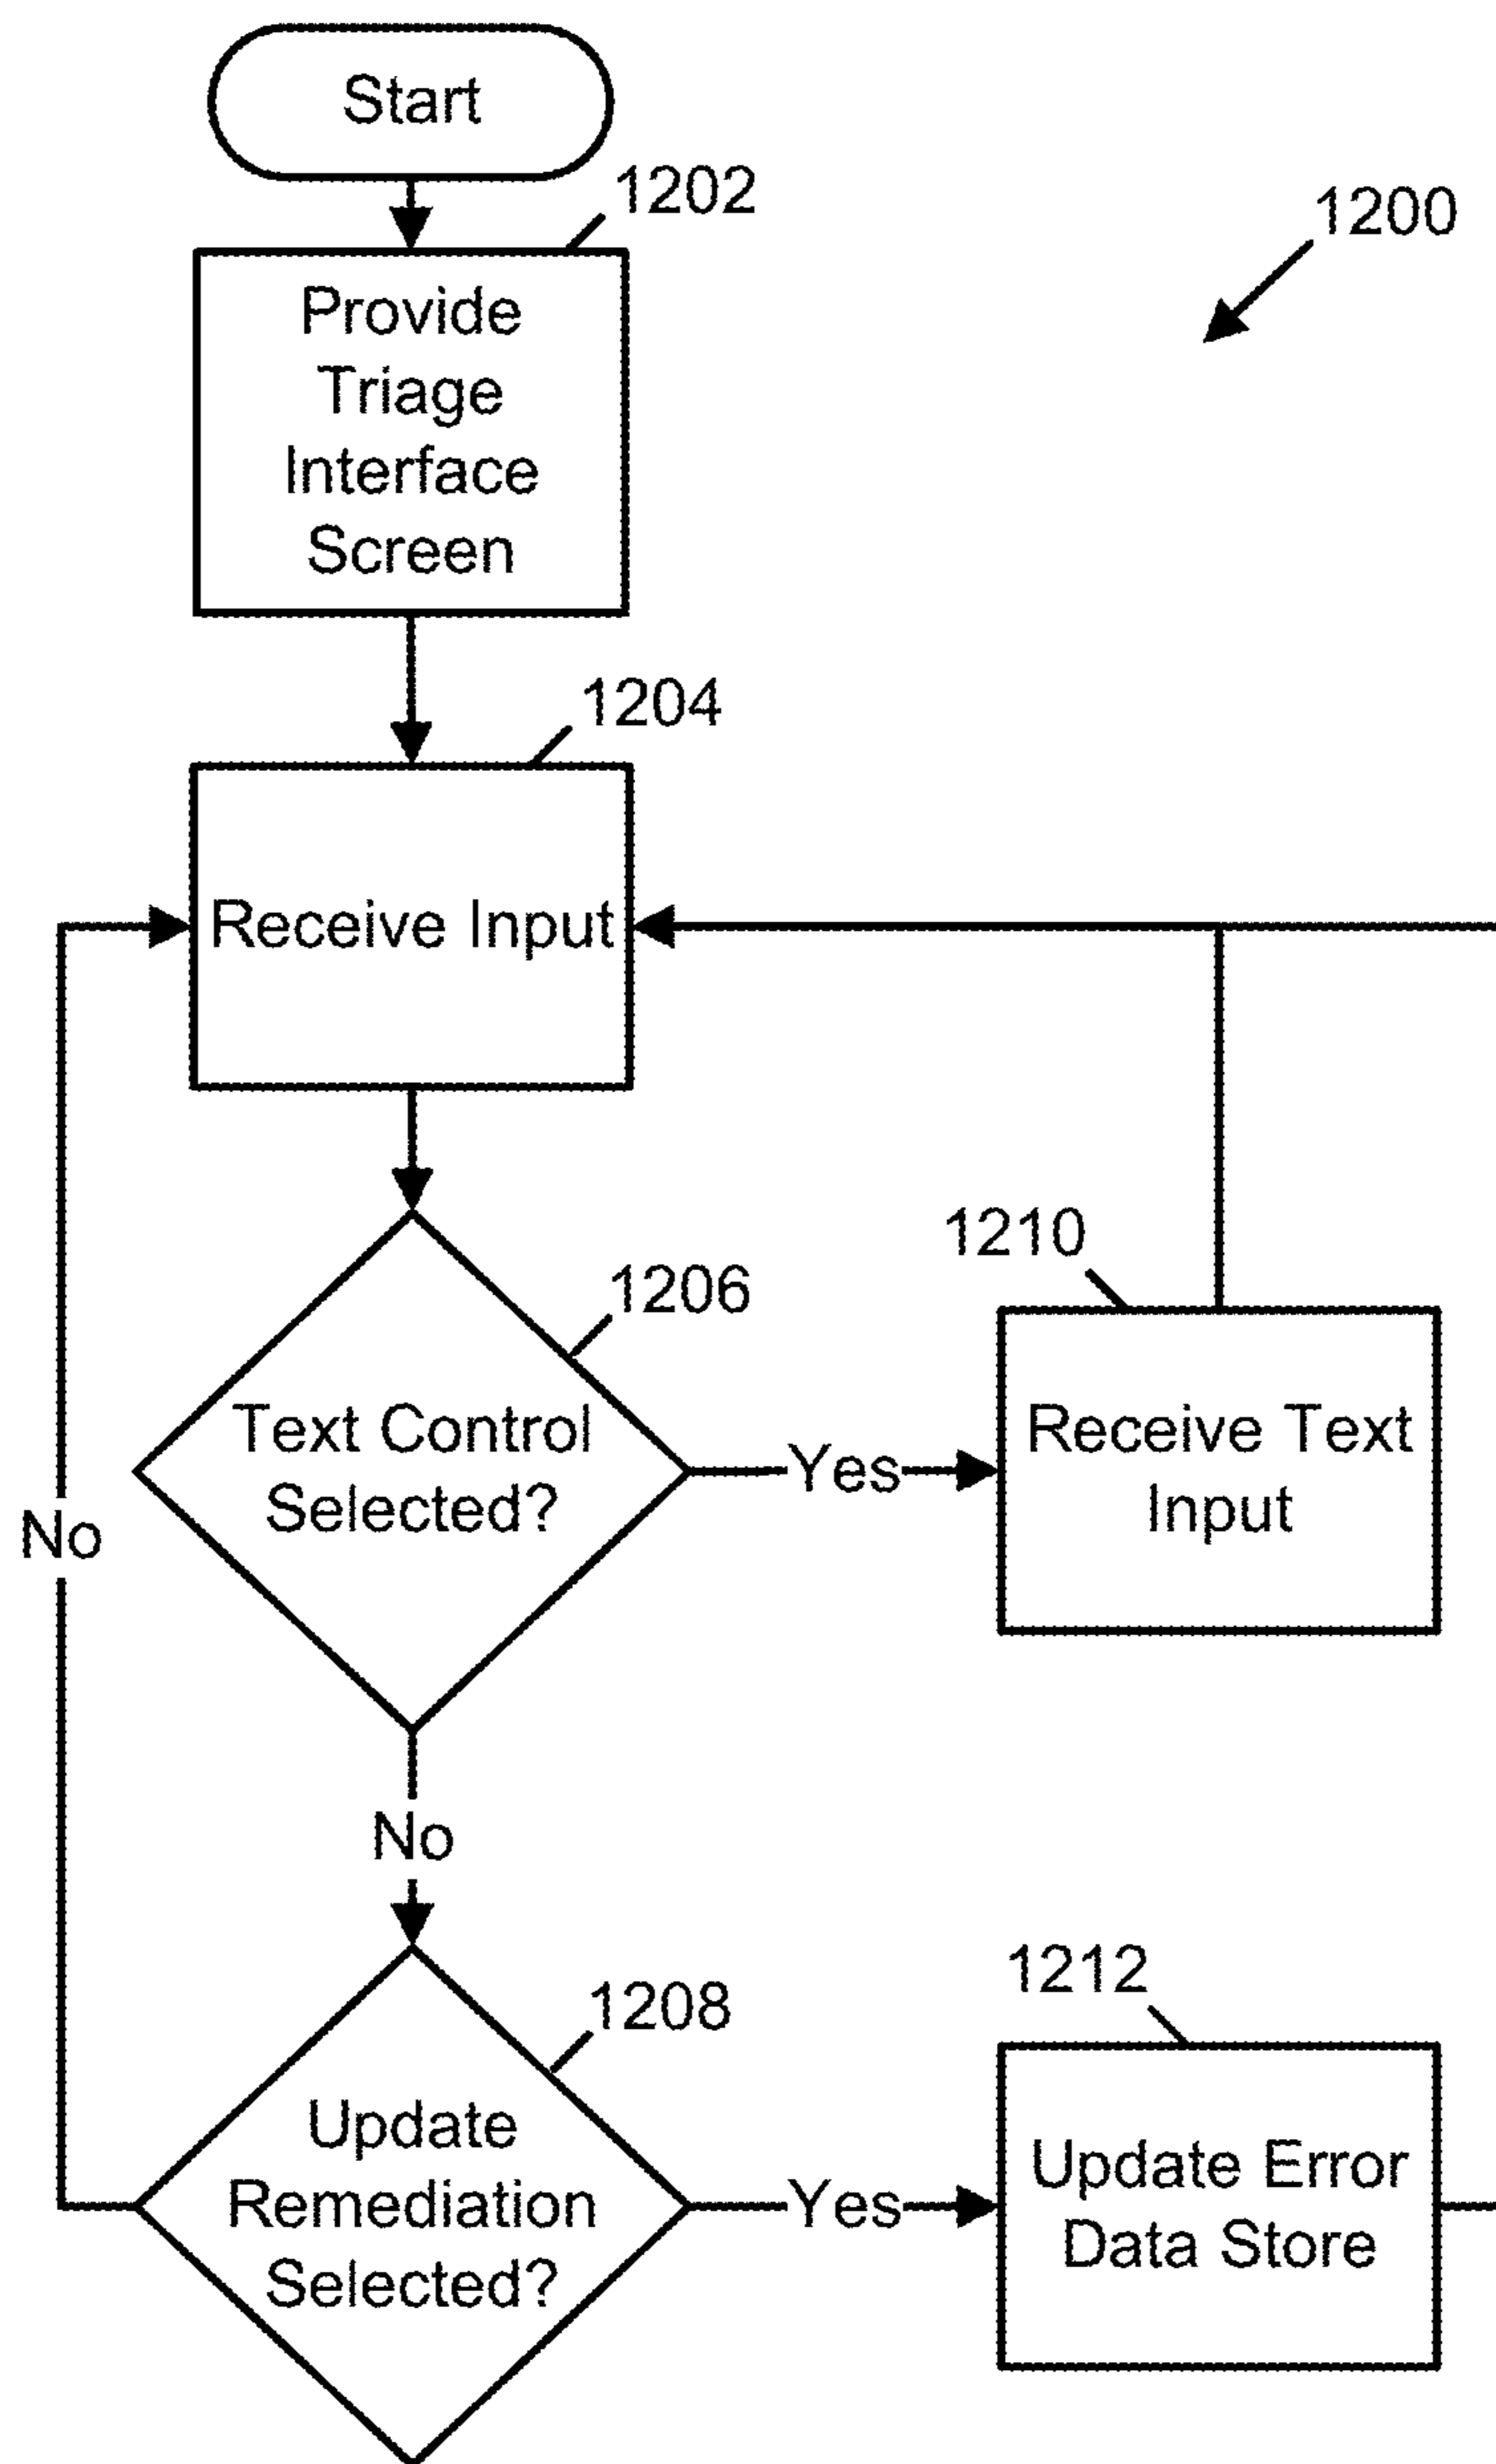 Start
1202
1200
Provide
Triage
Interface
Screen
1204
Receive Input
1206
Text Control
Selected?
Yes
1210
Receive Text
Input
No
No
1208
Update
Remediation
Selected?
Yes
1212
Update Error
Data Store